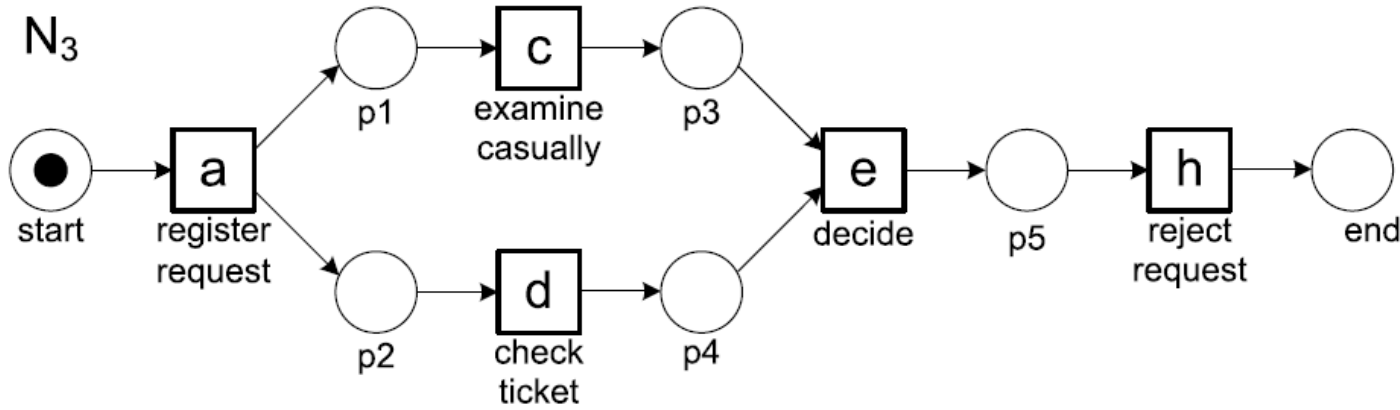 N3
start
a
register
request
p1
c
examine
casually
p3
p2
d
check
ticket
p4
e
decide
p5
h
reject
request
end